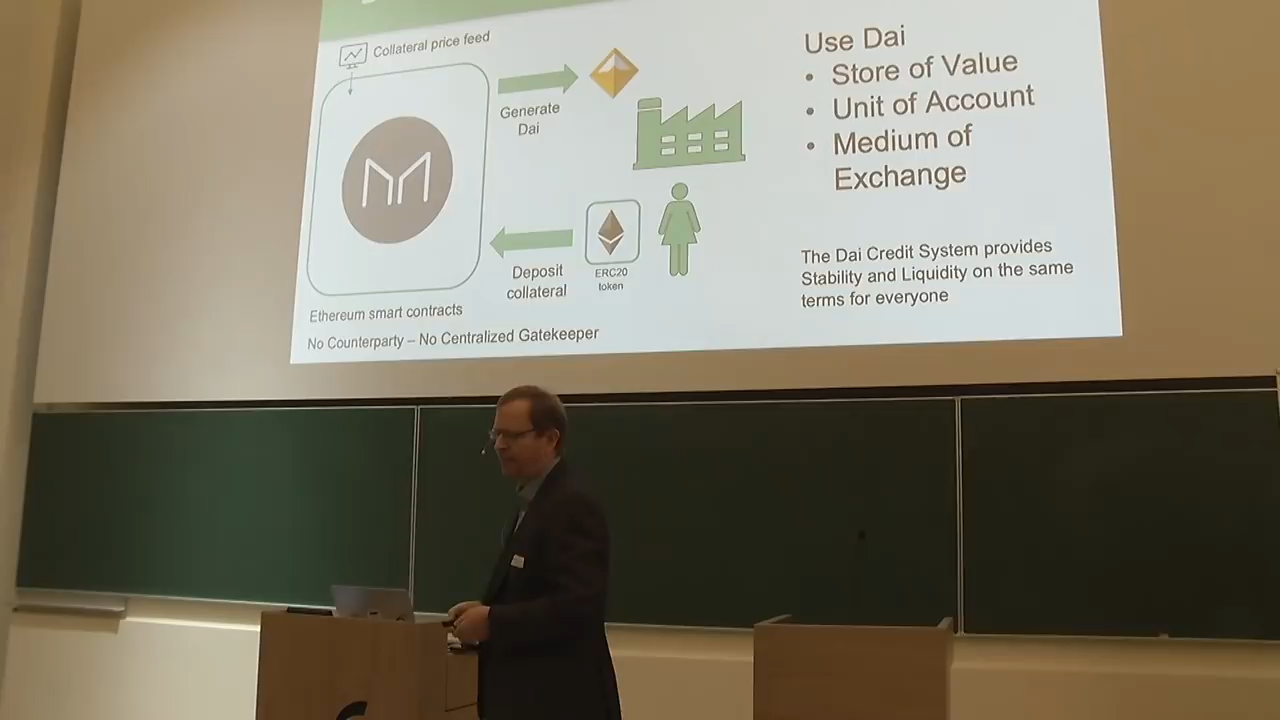 Collateral price feed
Generate
Dai
Deposit
collateral
ERC20
token
Ethereum smart contracts
No Counterparty – No Centralized Gatekeeper
Use Dai
• Store of Value
• Unit of Account
• Medium of
Exchange
The Dai Credit System provides
Stability and Liquidity on the same
terms for everyone